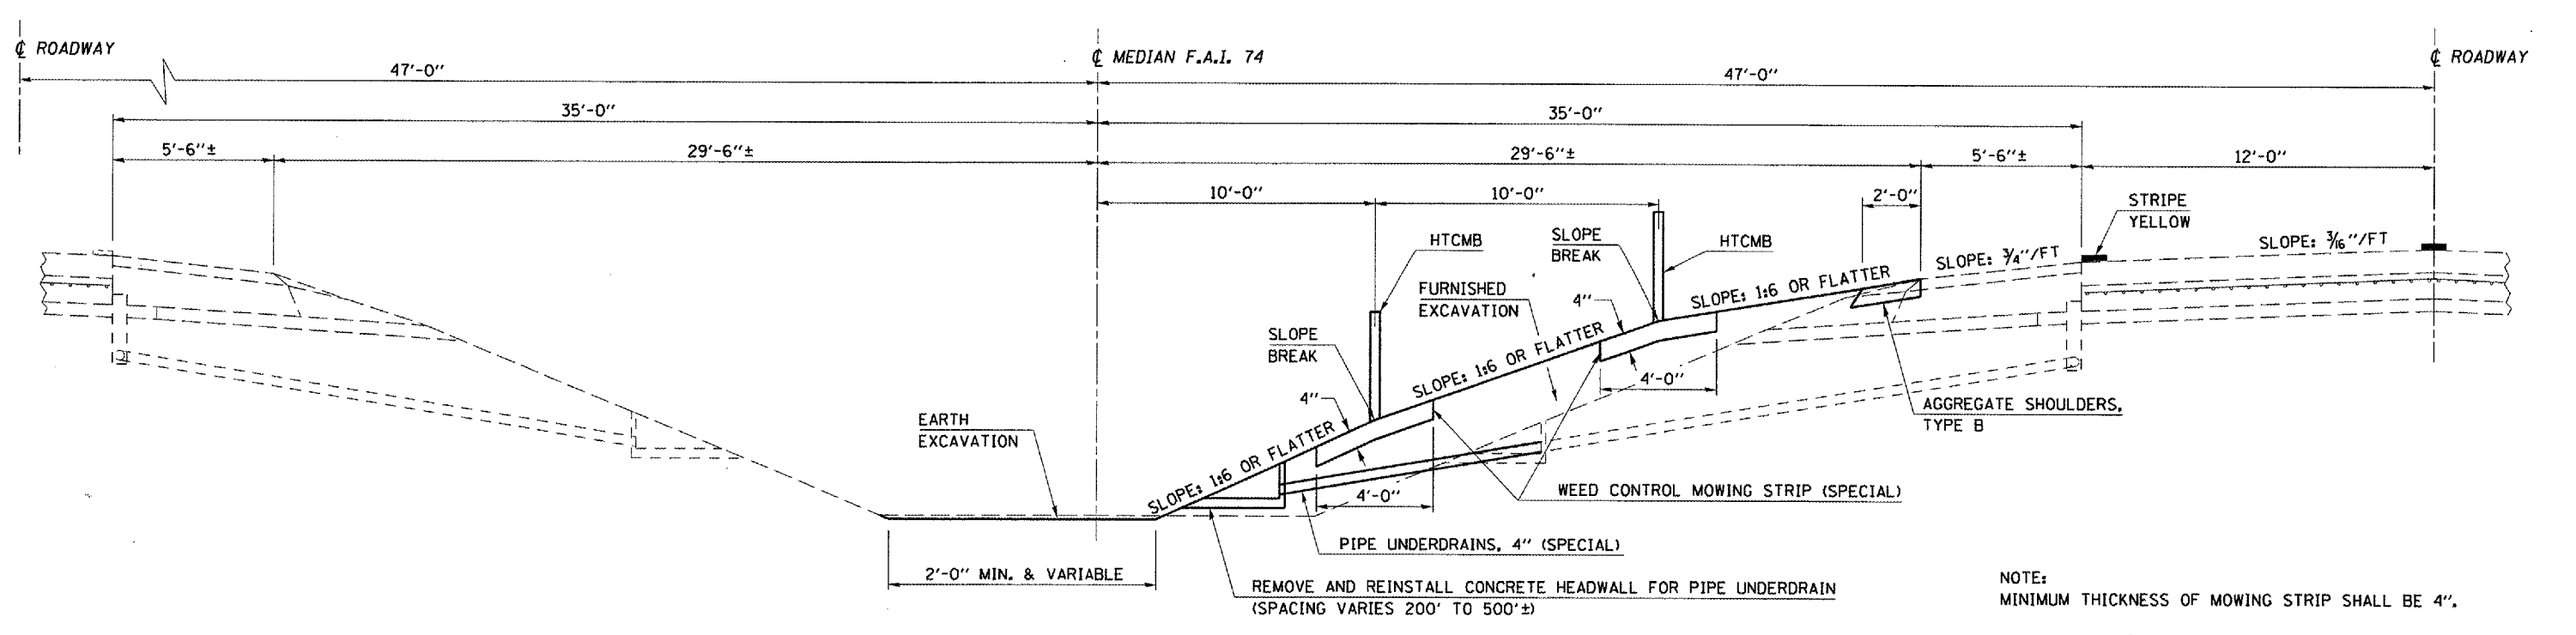 ℄ ROADWAY
℄ MEDIAN F.A.I. 74
℄ ROADWAY
47'-0"
47'-0"
35'-0"
35'-0"
5'-6"±
29'-6"±
29'-6"±
5'-6"±
12'-0"
10'-0"
10'-0"
2'-0"
STRIPE
YELLOW
HTCMB
SLOPE
BREAK
HTCMB
SLOPE: 3/4"/FT
SLOPE: 3/16"/FT
FURNISHED
EXCAVATION
4"
SLOPE: 1:6 OR FLATTER
SLOPE
BREAK
SLOPE: 1:6 OR FLATTER
4'-0"
4"
AGGREGATE SHOULDERS,
TYPE B
EARTH
EXCAVATION
SLOPE: 1:6 OR FLATTER
4'-0"
WEED CONTROL MOWING STRIP (SPECIAL)
PIPE UNDERDRAINS, 4" (SPECIAL)
2'-0" MIN. & VARIABLE
REMOVE AND REINSTALL CONCRETE HEADWALL FOR PIPE UNDERDRAIN
(SPACING VARIES 200' TO 500'±)
NOTE:
MINIMUM THICKNESS OF MOWING STRIP SHALL BE 4".